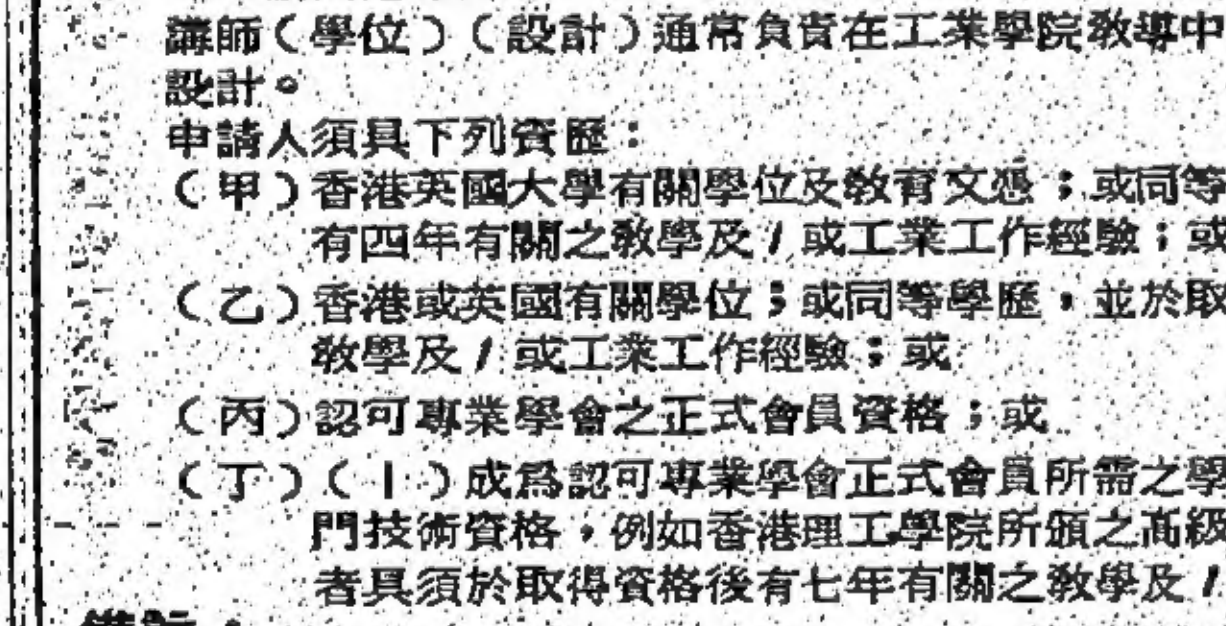 講師（學位）（設計）通常負責在工業學院教導中
設計。
申請人須具下列資歷：
（甲）香港英國大學有關學位及教育文憑；或同等
有四年有關之教學及/或工業工作經驗；或
（乙）香港或英國有關學位；或同等學歷，並於取
教學及/或工業工作經驗；或
（丙）認可專業學會之正式會員資格；或
（丁）（I）成爲認可專業學會正式會員所需之學
門技術資格，例如香港理工學院所頒之高級
者具須於取得資格後有七年有關之教學及/